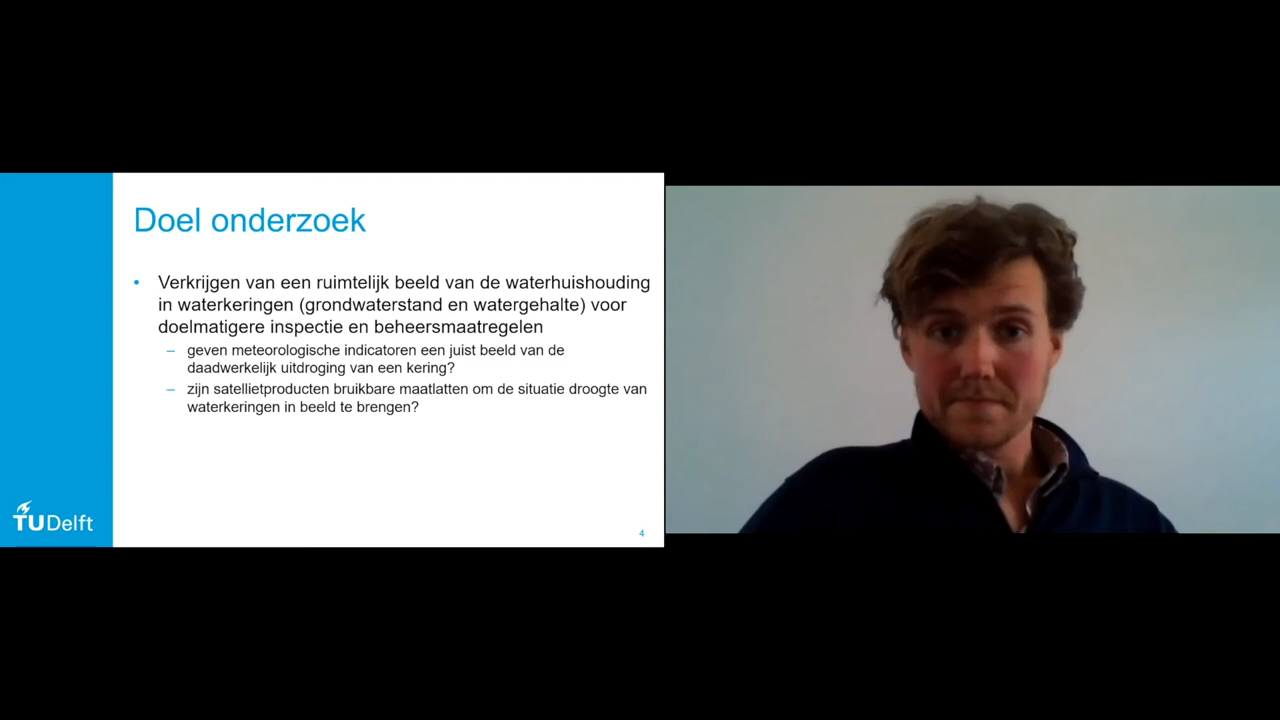 Doel onderzoek
• Verkrijgen van een ruimtelijk beeld van de waterhuishouding
in waterkeringen (grondwaterstand en watergehalte) voor
doelmatigere inspectie en beheersmaatregelen
– geven meteorologische indicatoren een juist beeld van de
daadwerkelijk uitdroging van een kering?
– zijn satellietproducten bruikbare maatlatten om de situatie droogte van
waterkeringen in beeld te brengen?
TUDelft
4